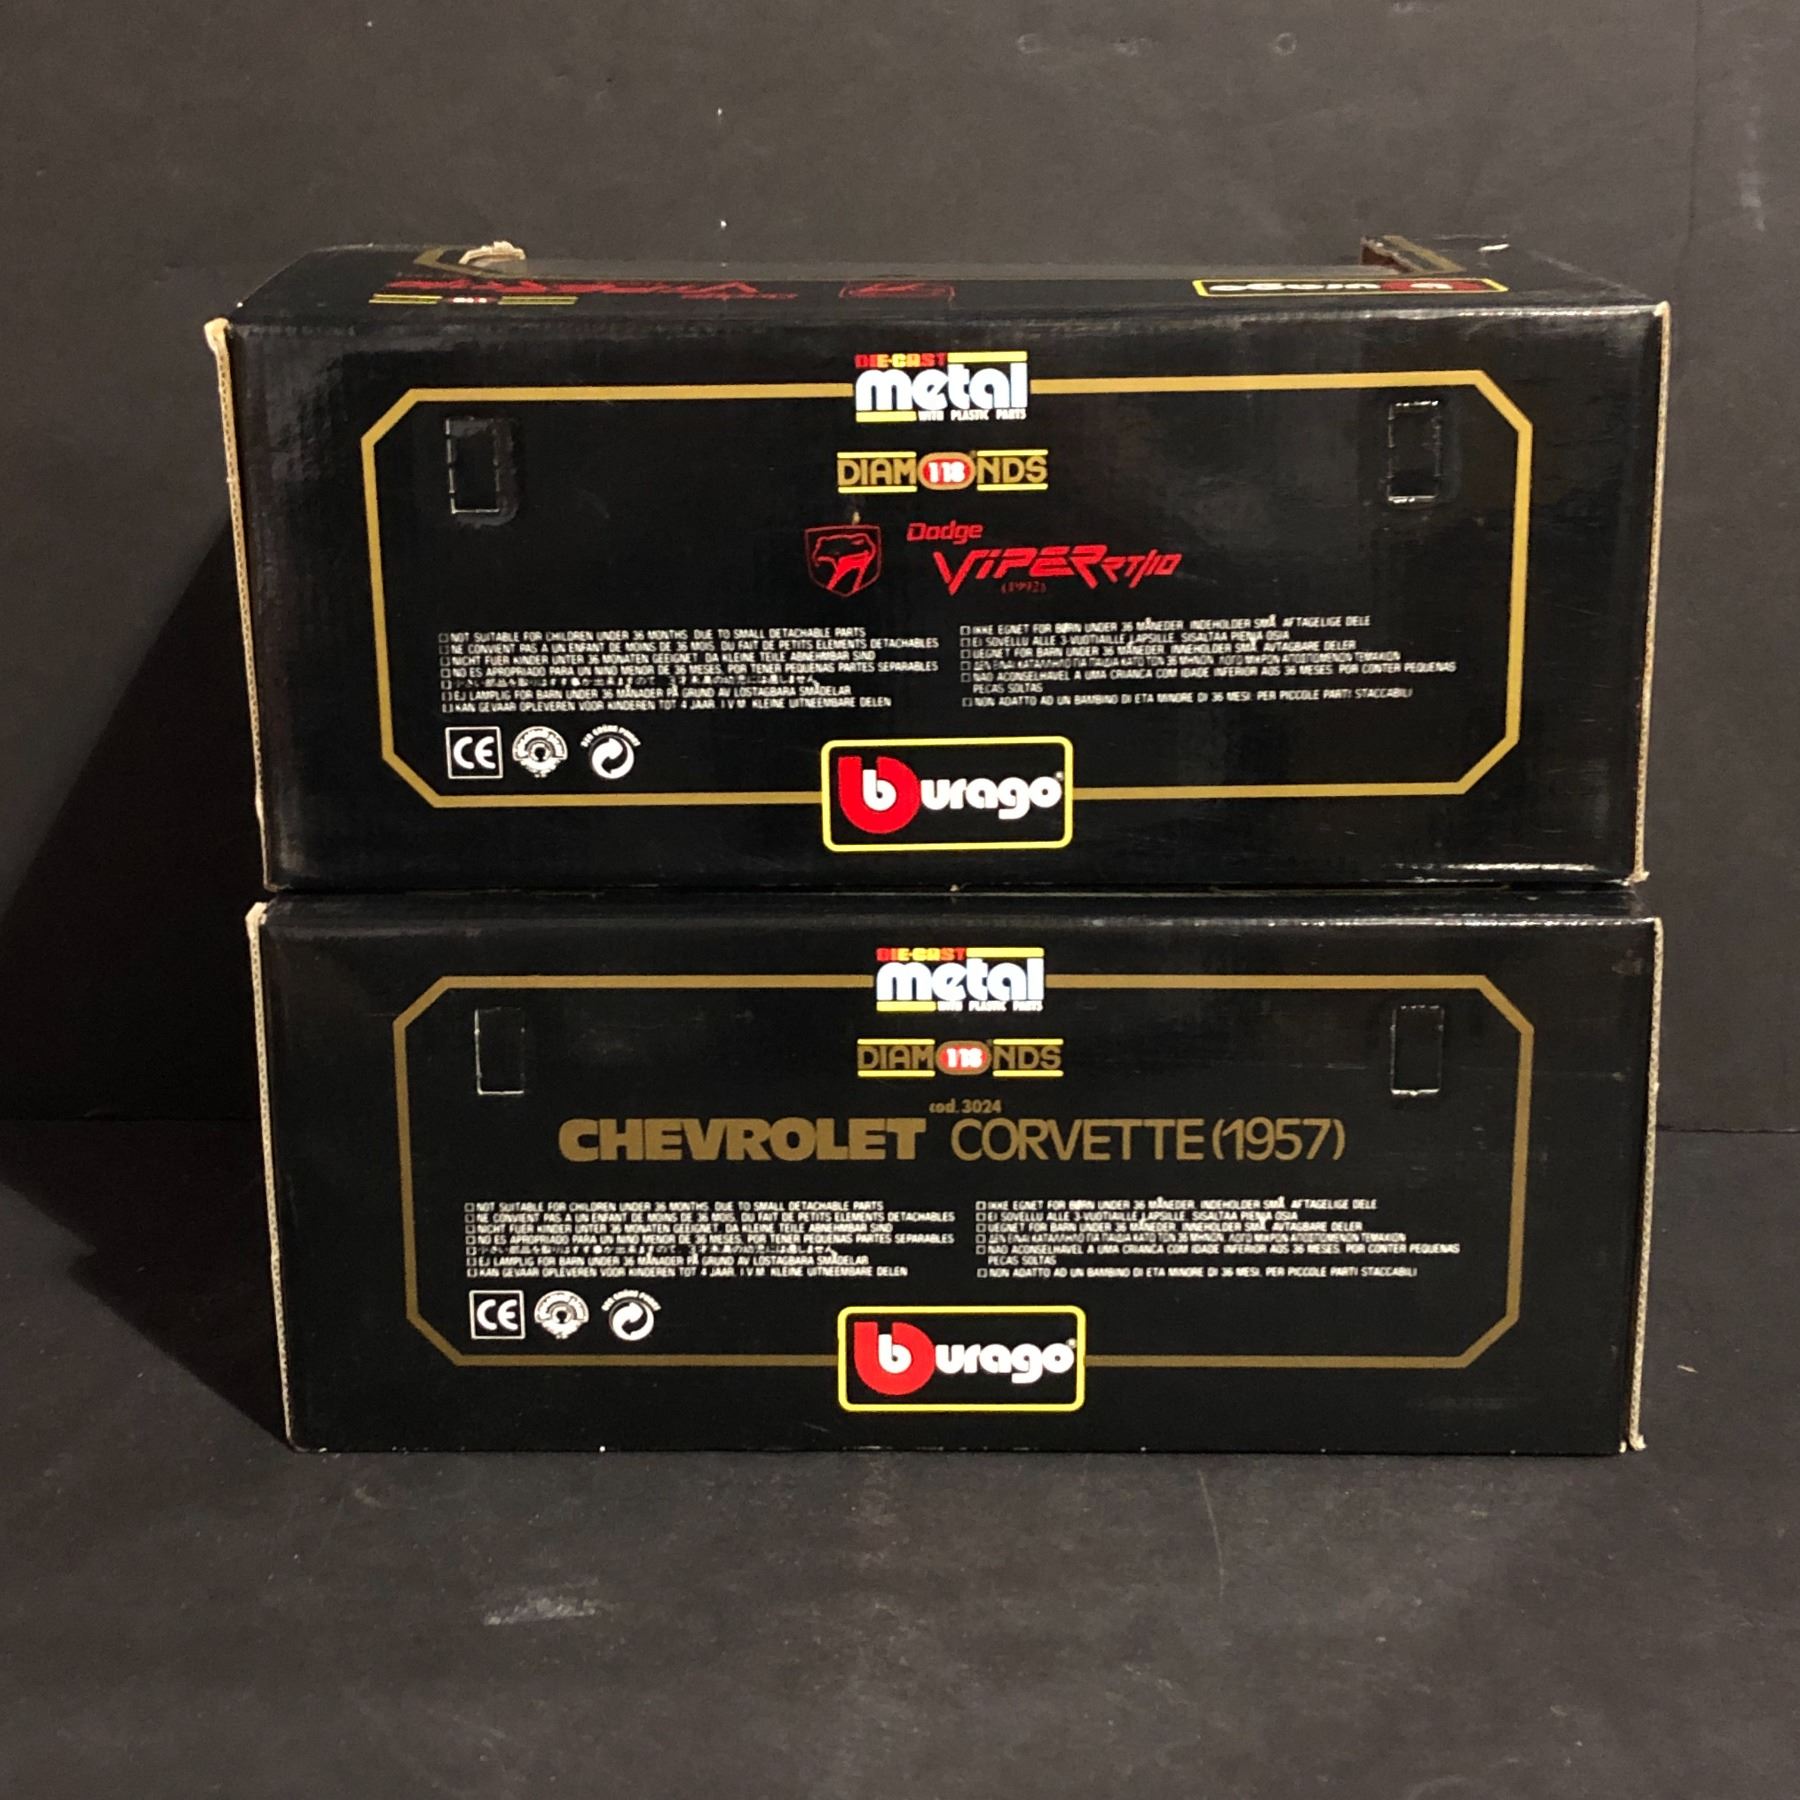 DIE-CAST
metal
WITH PLASTIC PARTS
DIAM 1:18 NDS
Dodge
VIPER RT/10
(1992)
□ NOT SUITABLE FOR CHILDREN UNDER 36 MONTHS. DUE TO SMALL DETACHABLE PARTS
□ NE CONVIENT PAS A UN ENFANT DE MOINS DE 36 MOIS. DU FAIT DE PETITS ELEMENTS DETACHABLES
□ NICHT FUER KINDER UNTER 36 MONATEN GEEIGNET. DA KLEINE TEILE ABNEHMBAR SIND
□ NO ES APROPRIADO PARA UN NINO MENOR DE 36 MESES. POR TENER PEQUENAS PARTES SEPARABLES
□ EJ LAMPLIG FOR BARN UNDER 36 MÅNADER PÅ GRUND AV LOSTAGBARA SMÅDELAR
□ KAN GEVAAR OPLEVEREN VOOR KINDEREN TOT 4 JAAR. I V M KLEINE UITNEEMBARE DELEN
□ IKKE EGNET FOR BØRN UNDER 36 MÅNEDER. INDEHOLDER SMÅ AFTAGELIGE DELE
□ EI SOVELLU ALLE 3-VUOTIAILLE LAPSILLE. SISALTAA PIENIA OSIA
□ UEGNET FOR BARN UNDER 36 MÅNEDER. INNEHOLDER SMÅ AVTAGBARE DELER
□ NAO ACONSELHAVEL A UMA CRIANCA COM IDADE INFERIOR AOS 36 MESES. POR CONTER PEQUENAS
PECAS SOLTAS
□ NON ADATTO AD UN BAMBINO DI ETA MINORE DI 36 MESI. PER PICCOLE PARTI STACCABILI
CE
DER GRÜNE PUNKT
burago
DIE-CAST
metal
WITH PLASTIC PARTS
DIAM 1:18 NDS
cod. 3024
CHEVROLET CORVETTE (1957)
□ NOT SUITABLE FOR CHILDREN UNDER 36 MONTHS. DUE TO SMALL DETACHABLE PARTS
□ NE CONVIENT PAS A UN ENFANT DE MOINS DE 36 MOIS. DU FAIT DE PETITS ELEMENTS DETACHABLES
□ NICHT FUER KINDER UNTER 36 MONATEN GEEIGNET. DA KLEINE TEILE ABNEHMBAR SIND
□ NO ES APROPRIADO PARA UN NINO MENOR DE 36 MESES. POR TENER PEQUENAS PARTES SEPARABLES
□ EJ LAMPLIG FOR BARN UNDER 36 MÅNADER PÅ GRUND AV LOSTAGBARA SMÅDELAR
□ KAN GEVAAR OPLEVEREN VOOR KINDEREN TOT 4 JAAR. I V M KLEINE UITNEEMBARE DELEN
□ IKKE EGNET FOR BØRN UNDER 36 MÅNEDER. INDEHOLDER SMÅ AFTAGELIGE DELE
□ EI SOVELLU ALLE 3-VUOTIAILLE LAPSILLE. SISALTAA PIENIA OSIA
□ UEGNET FOR BARN UNDER 36 MÅNEDER. INNEHOLDER SMÅ AVTAGBARE DELER
□ NAO ACONSELHAVEL A UMA CRIANCA COM IDADE INFERIOR AOS 36 MESES. POR CONTER PEQUENAS
PECAS SOLTAS
□ NON ADATTO AD UN BAMBINO DI ETA MINORE DI 36 MESI. PER PICCOLE PARTI STACCABILI
CE
DER GRÜNE PUNKT
burago